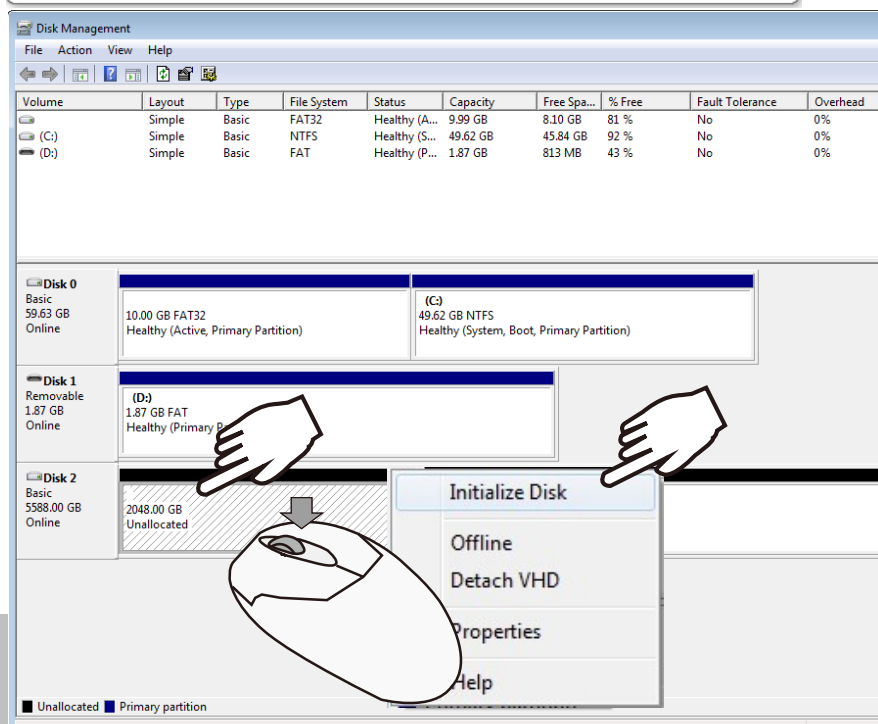 Disk Management
File Action View Help
Volume Layout Type File System Status Capacity Free Spa... % Free Fault Tolerance Overhead
Simple Basic FAT32 Healthy (A... 9.99 GB 8.10 GB 81 % No 0%
(C:) Simple Basic NTFS Healthy (S... 49.62 GB 45.84 GB 92 % No 0%
(D:) Simple Basic FAT Healthy (P... 1.87 GB 813 MB 43 % No 0%
Disk 0
Basic
59.63 GB
Online
10.00 GB FAT32
Healthy (Active, Primary Partition)
(C:)
49.62 GB NTFS
Healthy (System, Boot, Primary Partition)
Disk 1
Removable
1.87 GB
Online
(D:)
1.87 GB FAT
Healthy (Primary
Disk 2
Basic
5588.00 GB
Online
2048.00 GB
Unallocated
Initialize Disk
Offline
Detach VHD
Properties
Help
Unallocated Primary partition